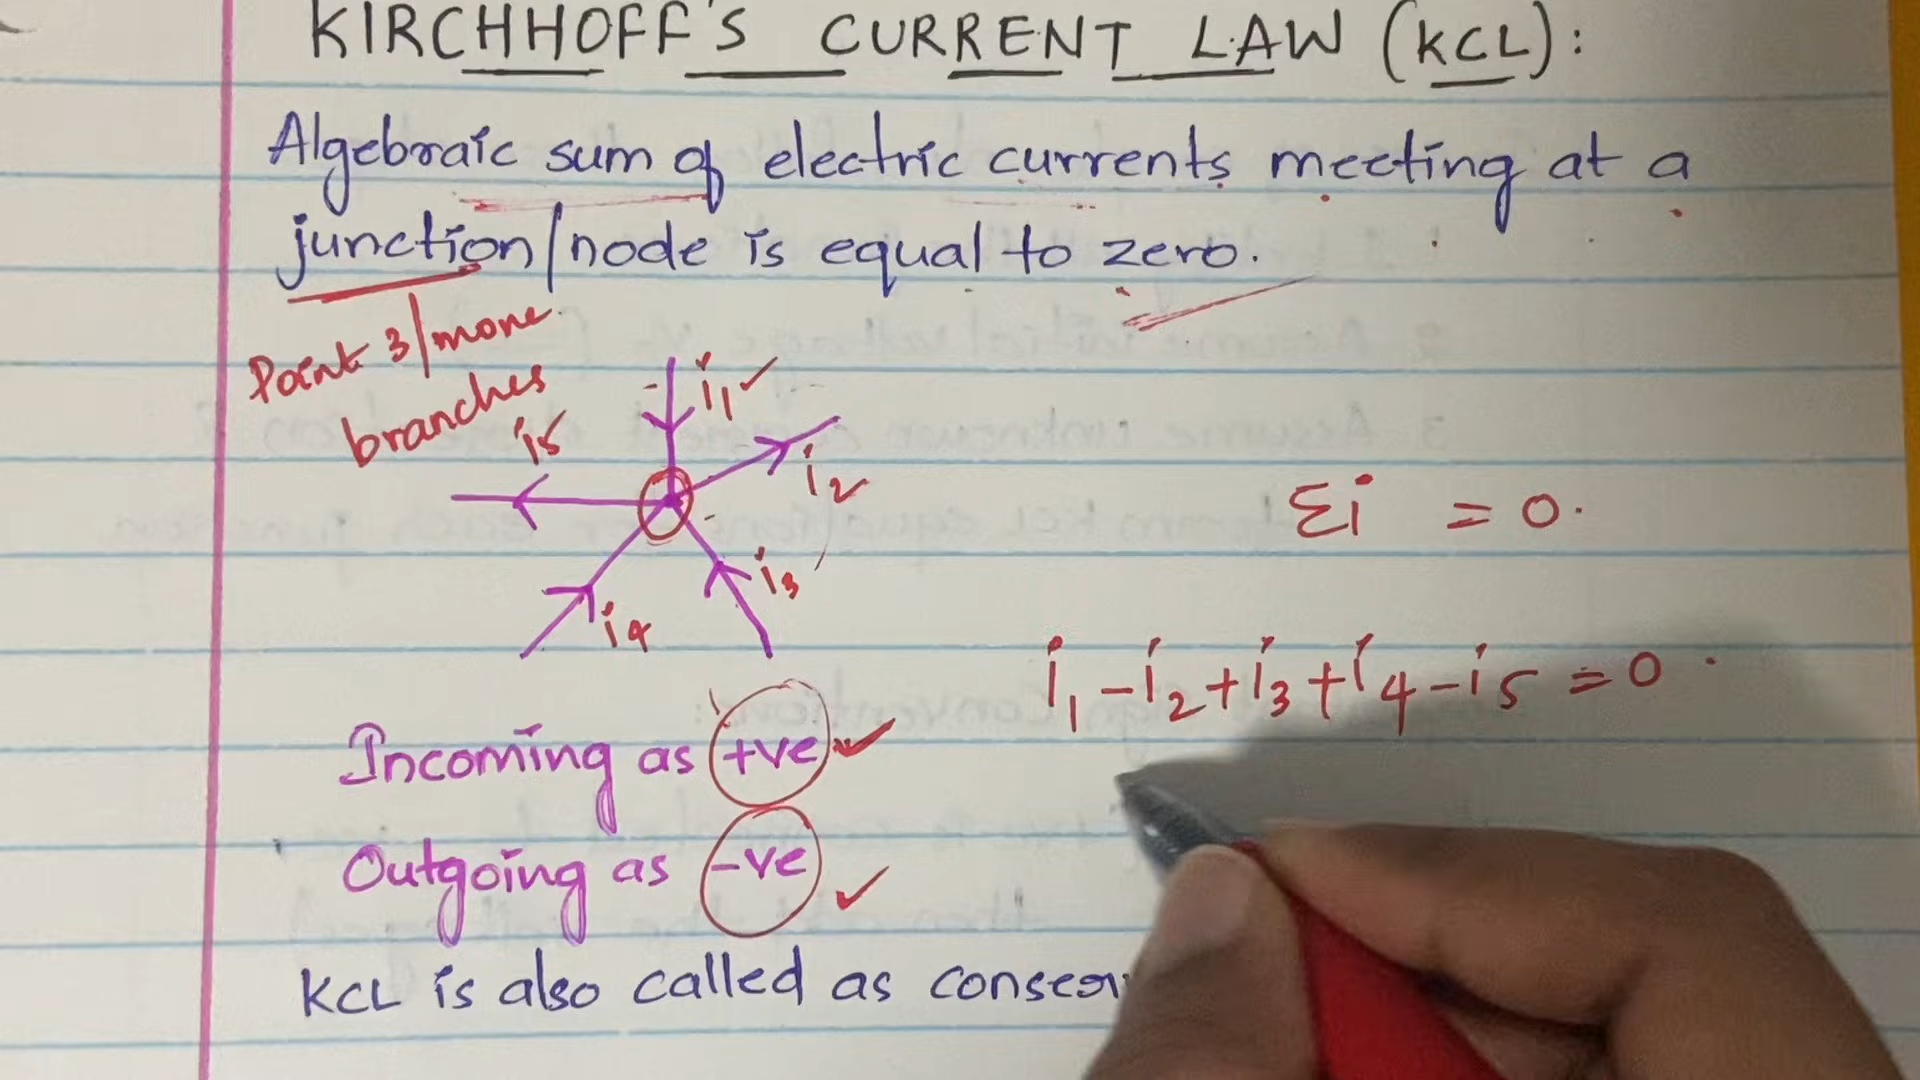 KIRCHHOFF'S CURRENT LAW (KCL):
Algebraic sum of electric currents meeting at a
junction/node is equal to zero.
Point 3/more
branches
i1
i5
i2
Σi = 0.
i3
i4
i1 - i2 + i3 + i4 - i5 = 0
Incoming as +ve
Outgoing as -ve
KCL is also called as